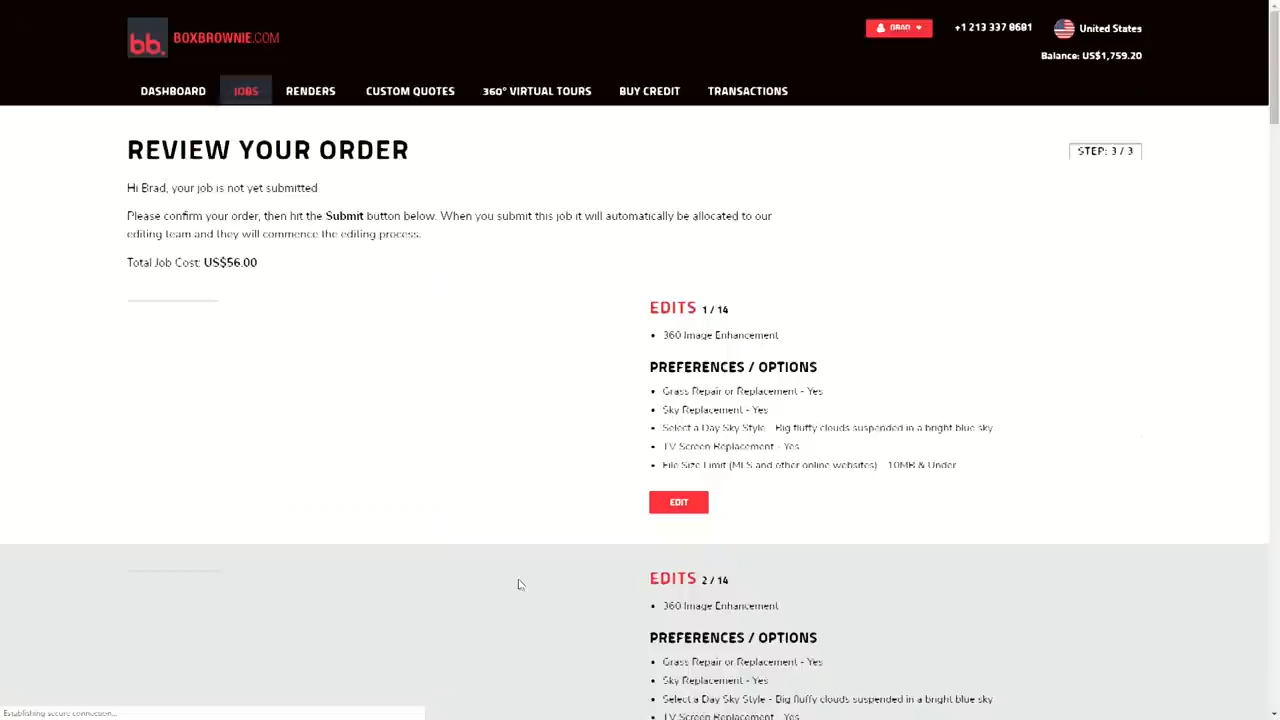 bb.
BOXBROWNIE.COM
BRAD
+1 213 337 8681
United States
Balance: US$1,759.20
DASHBOARD
JOBS
RENDERS
CUSTOM QUOTES
360° VIRTUAL TOURS
BUY CREDIT
TRANSACTIONS
REVIEW YOUR ORDER
STEP: 3 / 3
Hi Brad, your job is not yet submitted
Please confirm your order, then hit the Submit button below. When you submit this job it will automatically be allocated to our
editing team and they will commence the editing process.
Total Job Cost: US$56.00
EDITS 1 / 14
• 360 Image Enhancement
PREFERENCES / OPTIONS
• Grass Repair or Replacement - Yes
• Sky Replacement - Yes
• Select a Day Sky Style - Big fluffy clouds suspended in a bright blue sky
• TV Screen Replacement - Yes
• File Size Limit (MLS and other online websites) - 10MB & Under
EDIT
EDITS 2 / 14
• 360 Image Enhancement
PREFERENCES / OPTIONS
• Grass Repair or Replacement - Yes
• Sky Replacement - Yes
• Select a Day Sky Style - Big fluffy clouds suspended in a bright blue sky
• TV Screen Replacement - Yes
Establishing secure connection...